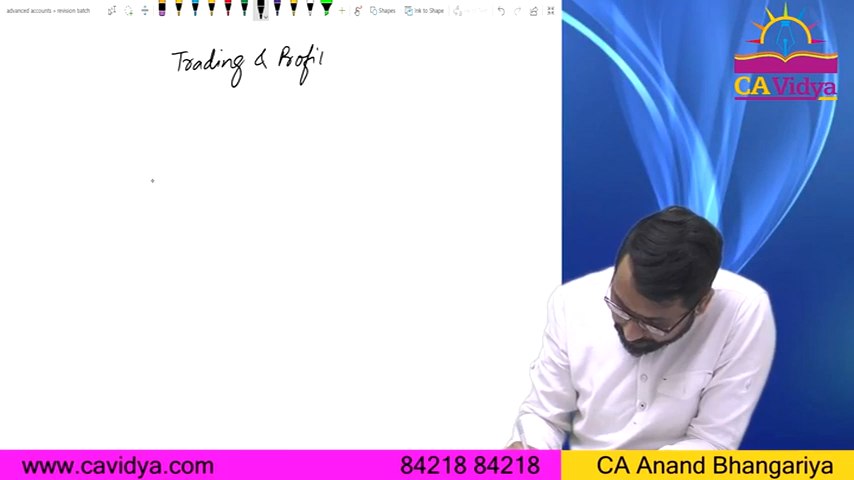 advanced accounts + revision batch
Shapes
Ink to Shape
Trading & Profi
CA Vidya
www.cavidya.com
84218 84218
CA Anand Bhangariya